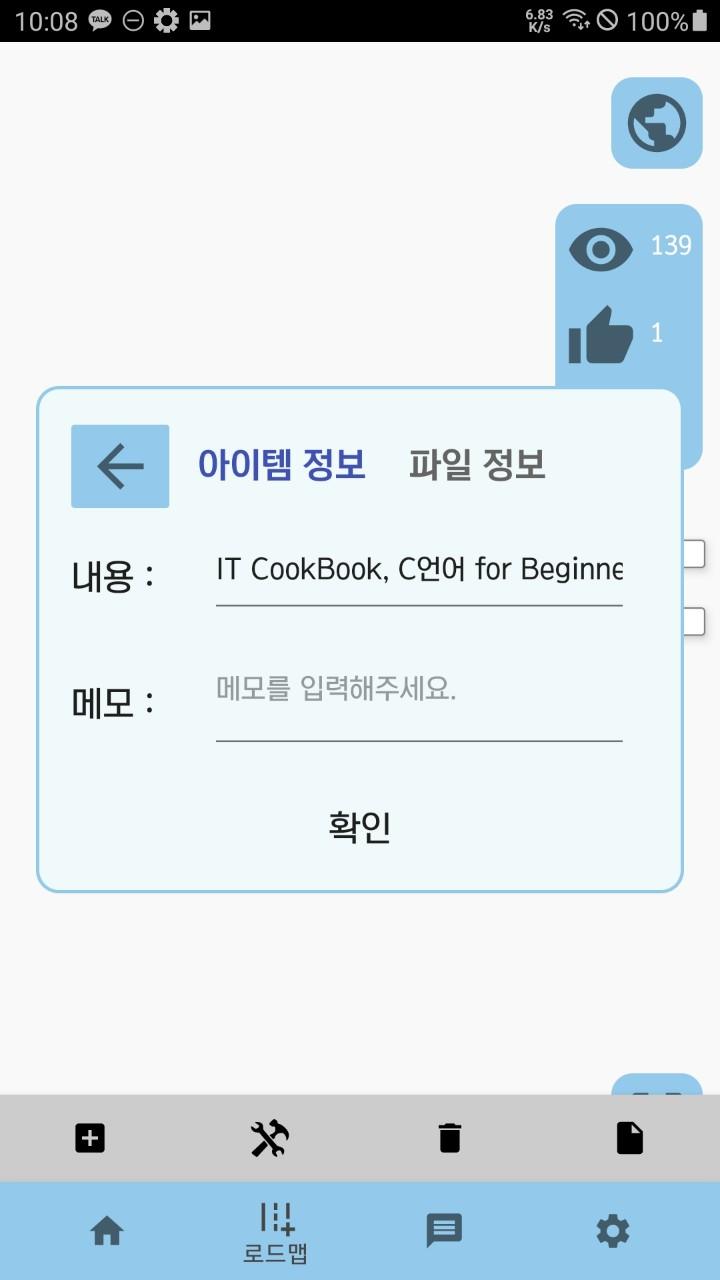 10:08 TALK 6.83 K/s 100%
139
1
아이템 정보 파일 정보
내용 : IT CookBook, C언어 for Beginne
메모 : 메모를 입력해주세요.
확인
로드맵